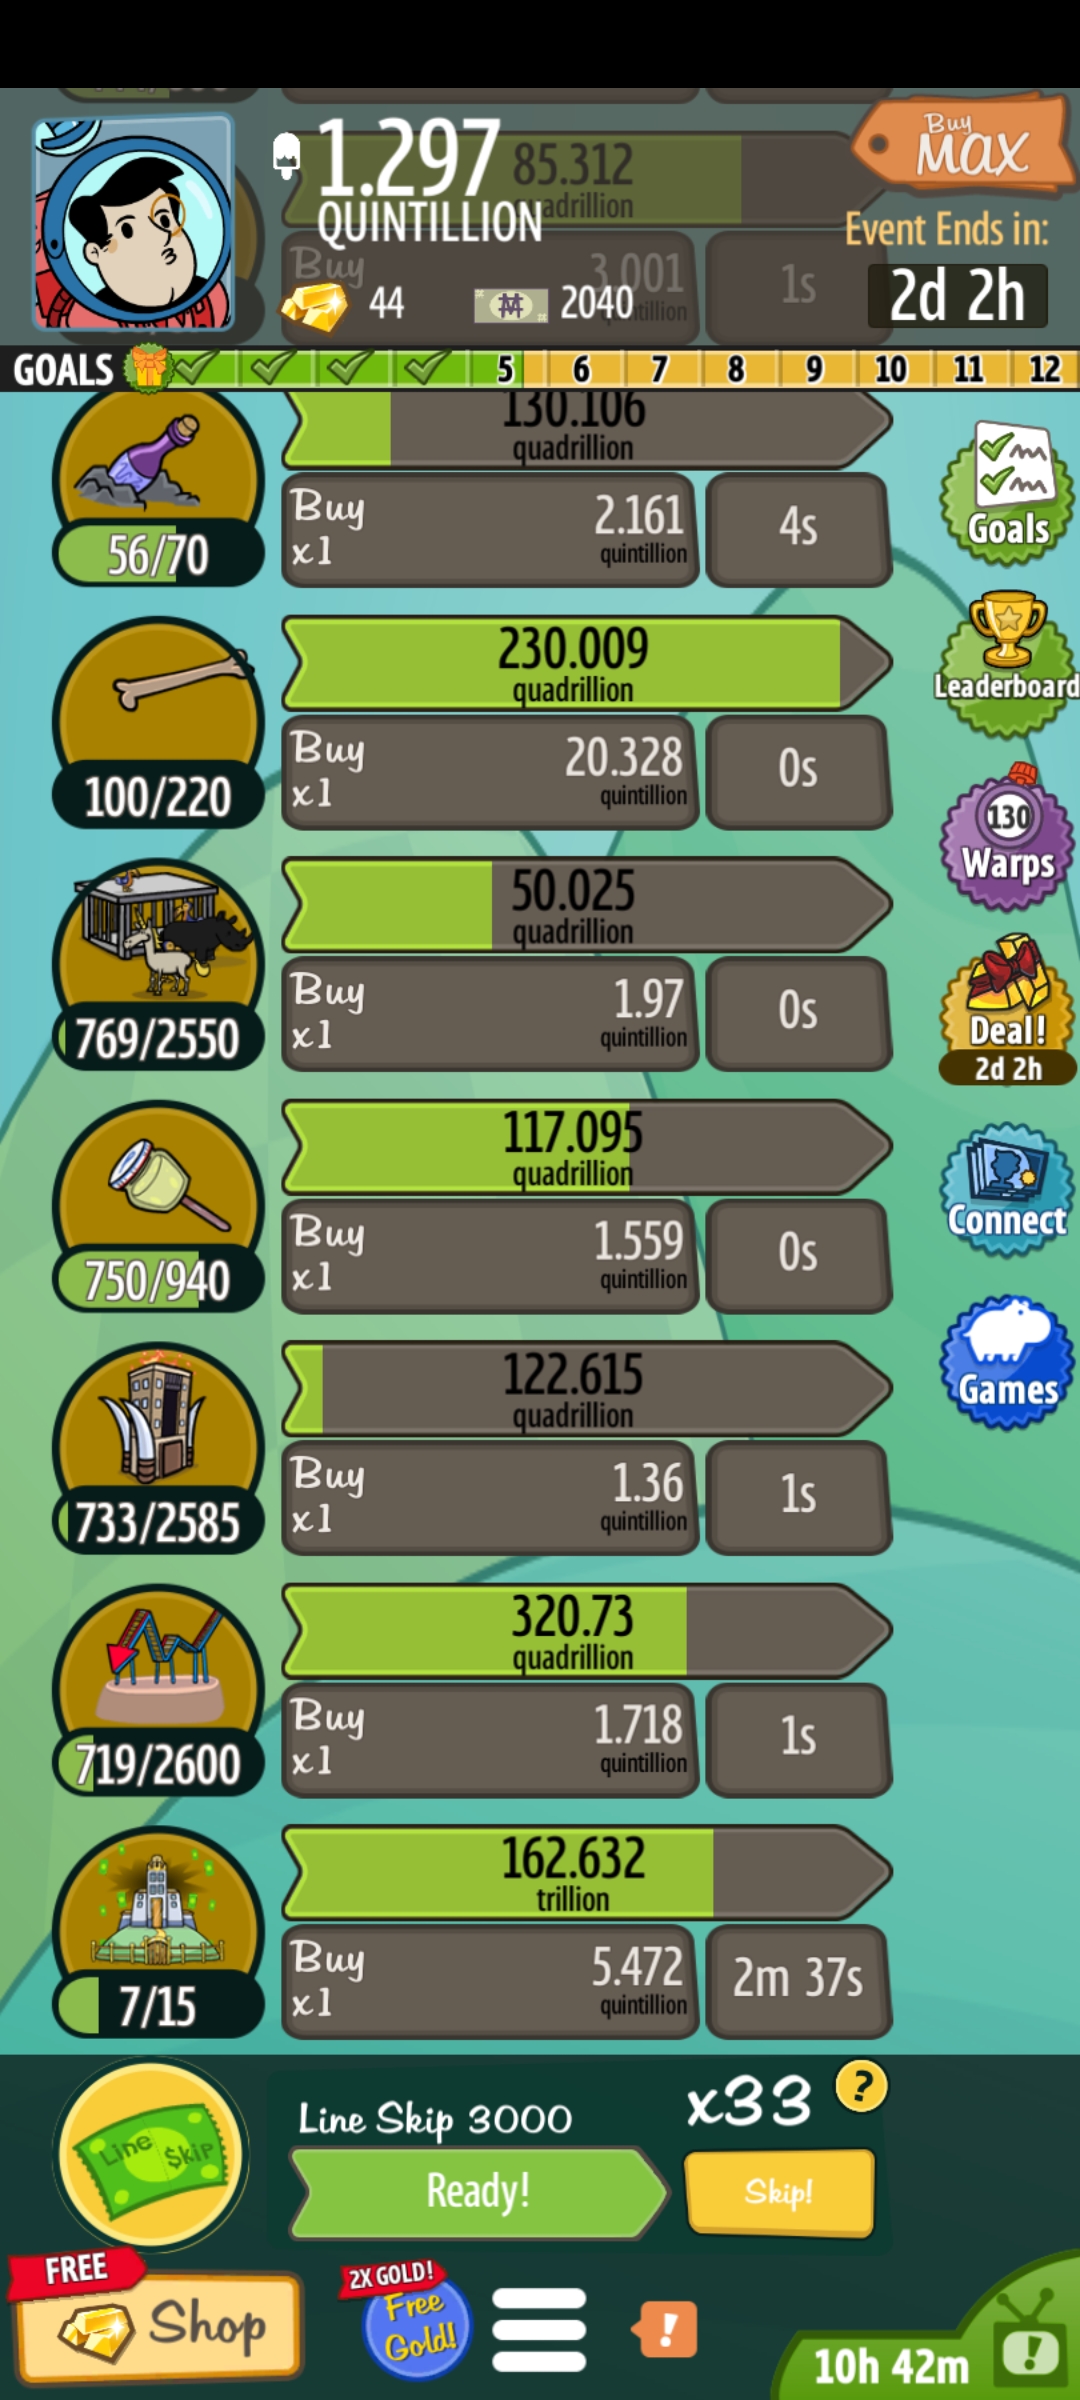 1.297
QUINTILLION
85.312
quadrillion
Buy
MAX
Event Ends in:
2d 2h
Buy
3.001
1s
44
2040
GOALS
5
6
7
8
9
10
11
12
130.106
quadrillion
Buy
x1
2.161
quintillion
4s
56/70
Goals
230.009
quadrillion
Buy
x1
20.328
quintillion
0s
100/220
Leaderboard
130
Warps
50.025
quadrillion
Buy
x1
1.97
quintillion
0s
769/2550
Deal!
2d 2h
117.095
quadrillion
Buy
x1
1.559
quintillion
0s
750/940
Connect
122.615
quadrillion
Buy
x1
1.36
quintillion
1s
733/2585
Games
320.73
quadrillion
Buy
x1
1.718
quintillion
1s
719/2600
162.632
trillion
Buy
x1
5.472
quintillion
2m 37s
7/15
Line $kip
Line Skip 3000
x33
?
Ready!
Skip!
FREE
Shop
2X GOLD!
Free
Gold!
!
10h 42m
!